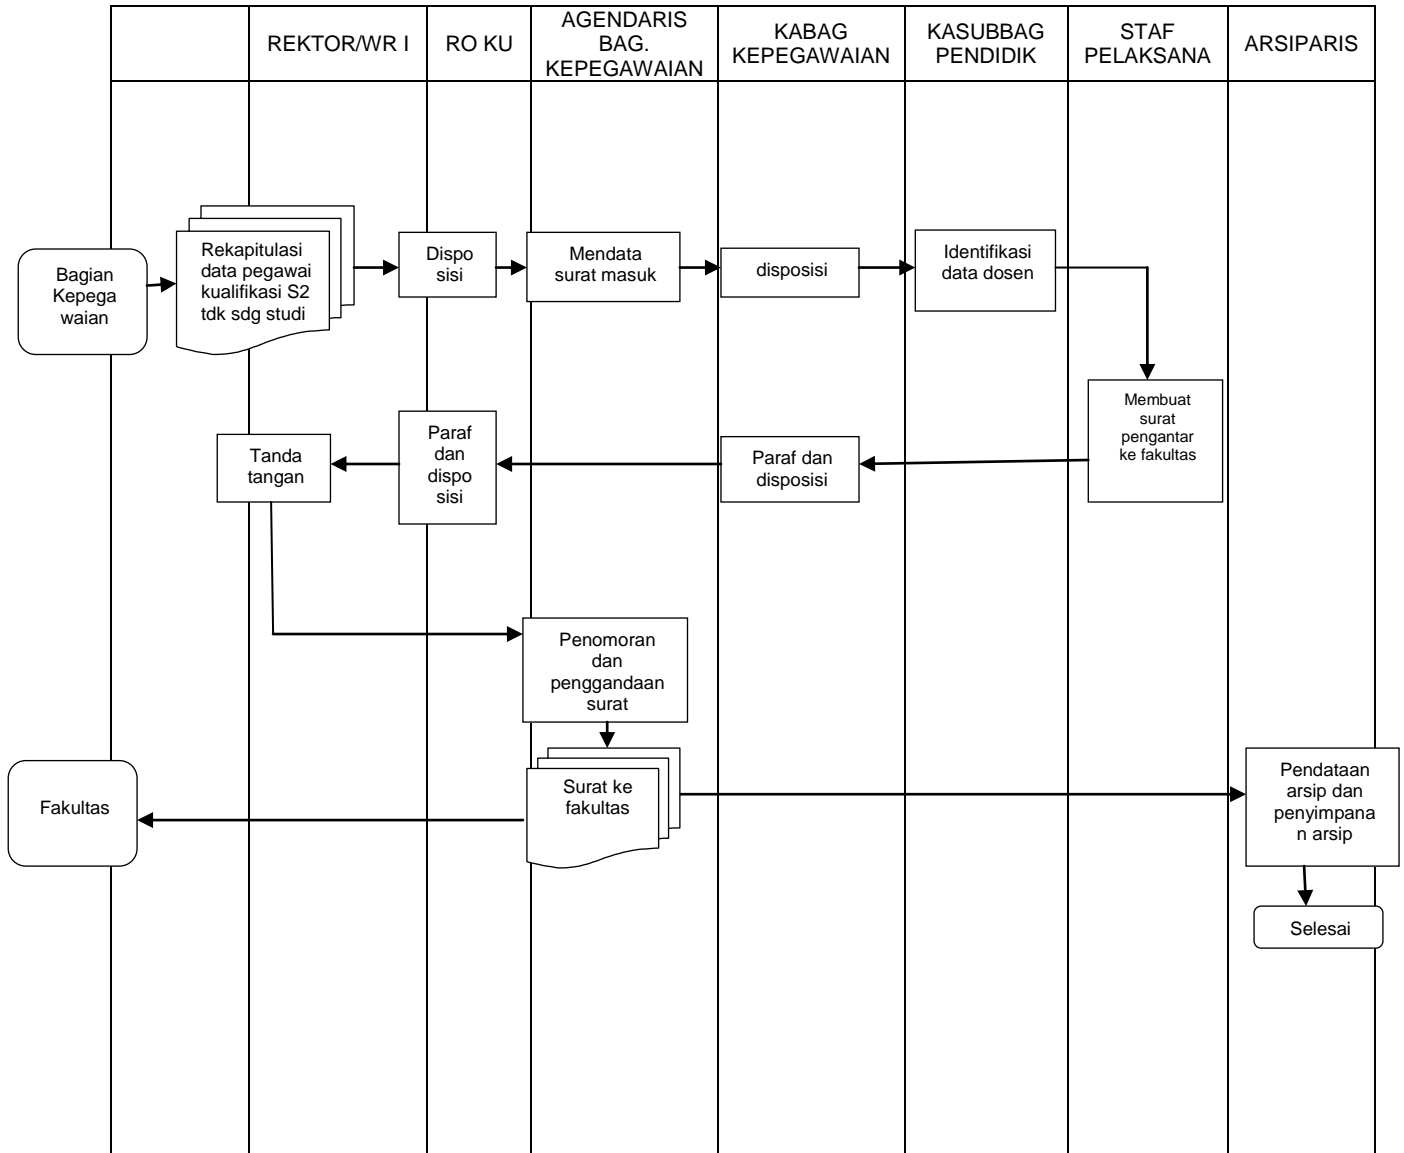 REKTOR/WR I
RO KU
AGENDARIS
BAG.
KEPEGAWAIAN
KABAG
KEPEGAWAIAN
KASUBBAG
PENDIDIK
STAF
PELAKSANA
ARSIPARIS
Bagian
Kepega
waian
Rekapitulasi
data pegawai
kualifikasi S2
tdk sdg studi
Dispo
sisi
Mendata
surat masuk
disposisi
Identifikasi
data dosen
Membuat
surat
pengantar
ke fakultas
Paraf dan
disposisi
Paraf
dan
dispo
sisi
Tanda
tangan
Penomoran
dan
penggandaan
surat
Surat ke
fakultas
Fakultas
Pendataan
arsip dan
penyimpana
n arsip
Selesai